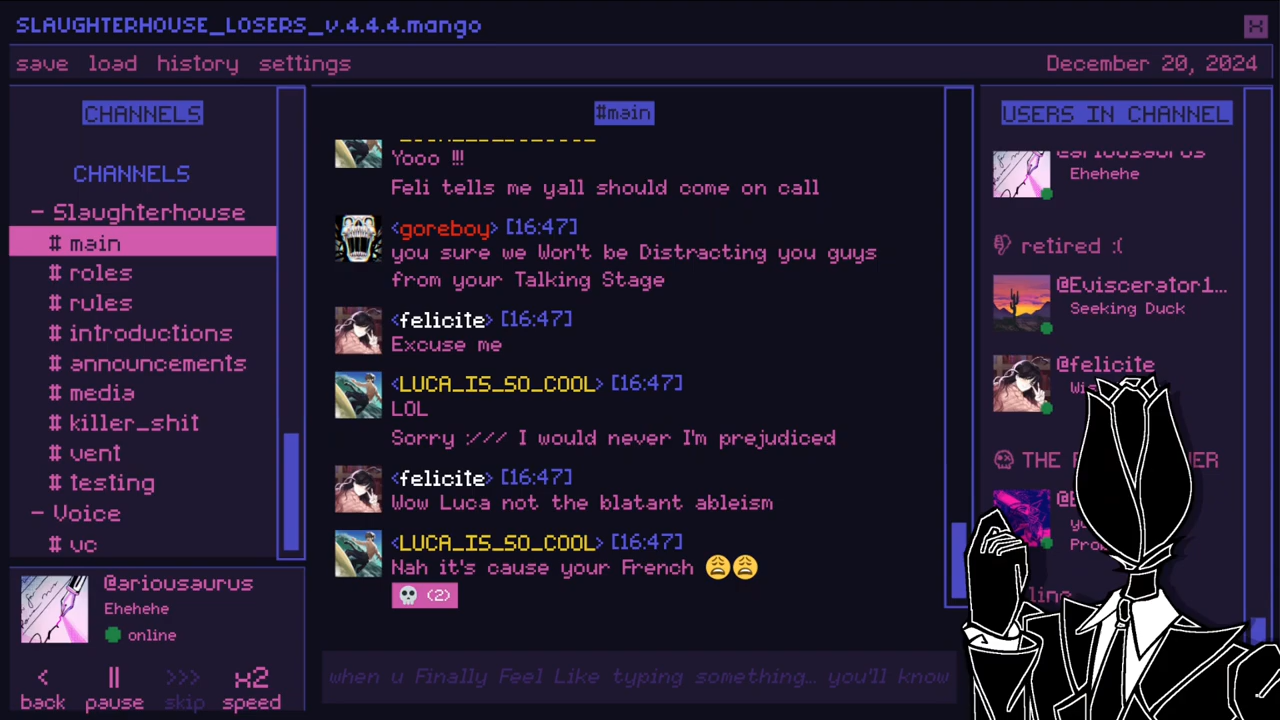 SLAUGHTERHOUSE_LOSERS_v.4.4.4.mango
X
save load history settings
December 20, 2024
CHANNELS
CHANNELS
- Slaughterhouse
# main
# roles
# rules
# introductions
# announcements
# media
# killer_shit
# vent
# testing
- Voice
# vc
@ariousaurus
Ehehehe
online
< || >>> x2
back pause skip speed
#main
Yooo !!!
Feli tells me yall should come on call
<goreboy> [16:47]
you sure we Won't be Distracting you guys
from your Talking Stage
<felicite> [16:47]
Excuse me
<LUCA_IS_SO_COOL> [16:47]
LOL
Sorry :/// I would never I'm prejudiced
<felicite> [16:47]
Wow Luca not the blatant ableism
<LUCA_IS_SO_COOL> [16:47]
Nah it's cause your French 😩😩
💀 (2)
when u Finally Feel Like typing something... you'll know
USERS IN CHANNEL
@ariousaurus
Ehehehe
retired :(
@Eviscerator1...
Seeking Duck
@felicite
THE